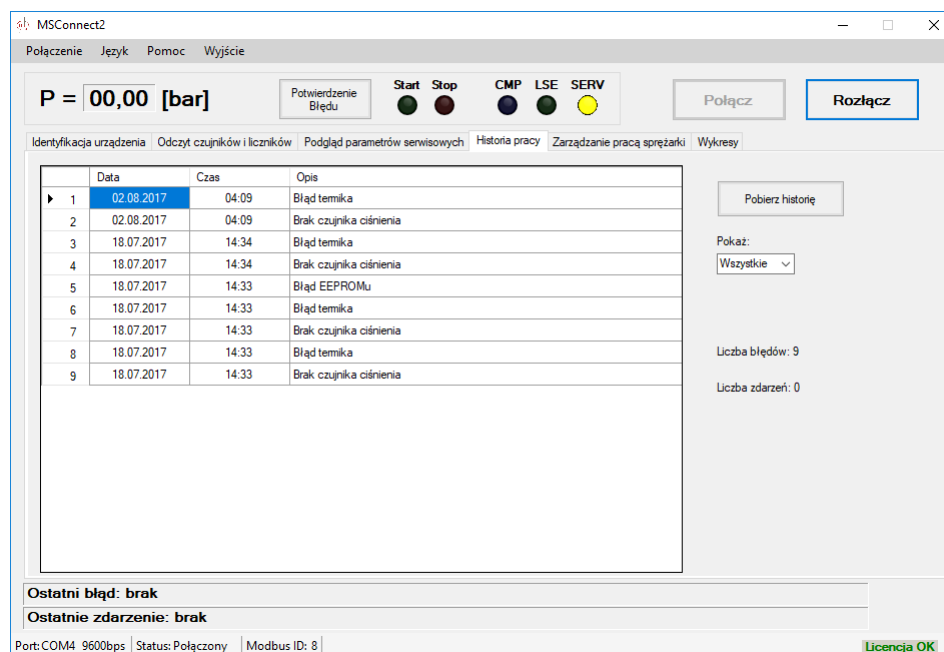 MSConnect2
Połączenie Język Pomoc Wyjście
P = 00,00 [bar]
Potwierdzenie
Błędu
Start Stop CMP LSE SERV
Połącz Rozłącz
Identyfikacja urządzenia Odczyt czujników i liczników Podgląd parametrów serwisowych Historia pracy Zarządzanie pracą sprężarki Wykresy
Data Czas Opis
1 02.08.2017 04:09 Błąd termika
2 02.08.2017 04:09 Brak czujnika ciśnienia
3 18.07.2017 14:34 Błąd termika
4 18.07.2017 14:34 Brak czujnika ciśnienia
5 18.07.2017 14:33 Błąd EEPROMu
6 18.07.2017 14:33 Błąd termika
7 18.07.2017 14:33 Brak czujnika ciśnienia
8 18.07.2017 14:33 Błąd termika
9 18.07.2017 14:33 Brak czujnika ciśnienia
Pobierz historię
Pokaż:
Wszystkie
Liczba błędów: 9
Liczba zdarzeń: 0
Ostatni błąd: brak
Ostatnie zdarzenie: brak
Port: COM4 9600bps Status: Połączony Modbus ID: 8 Licencja OK